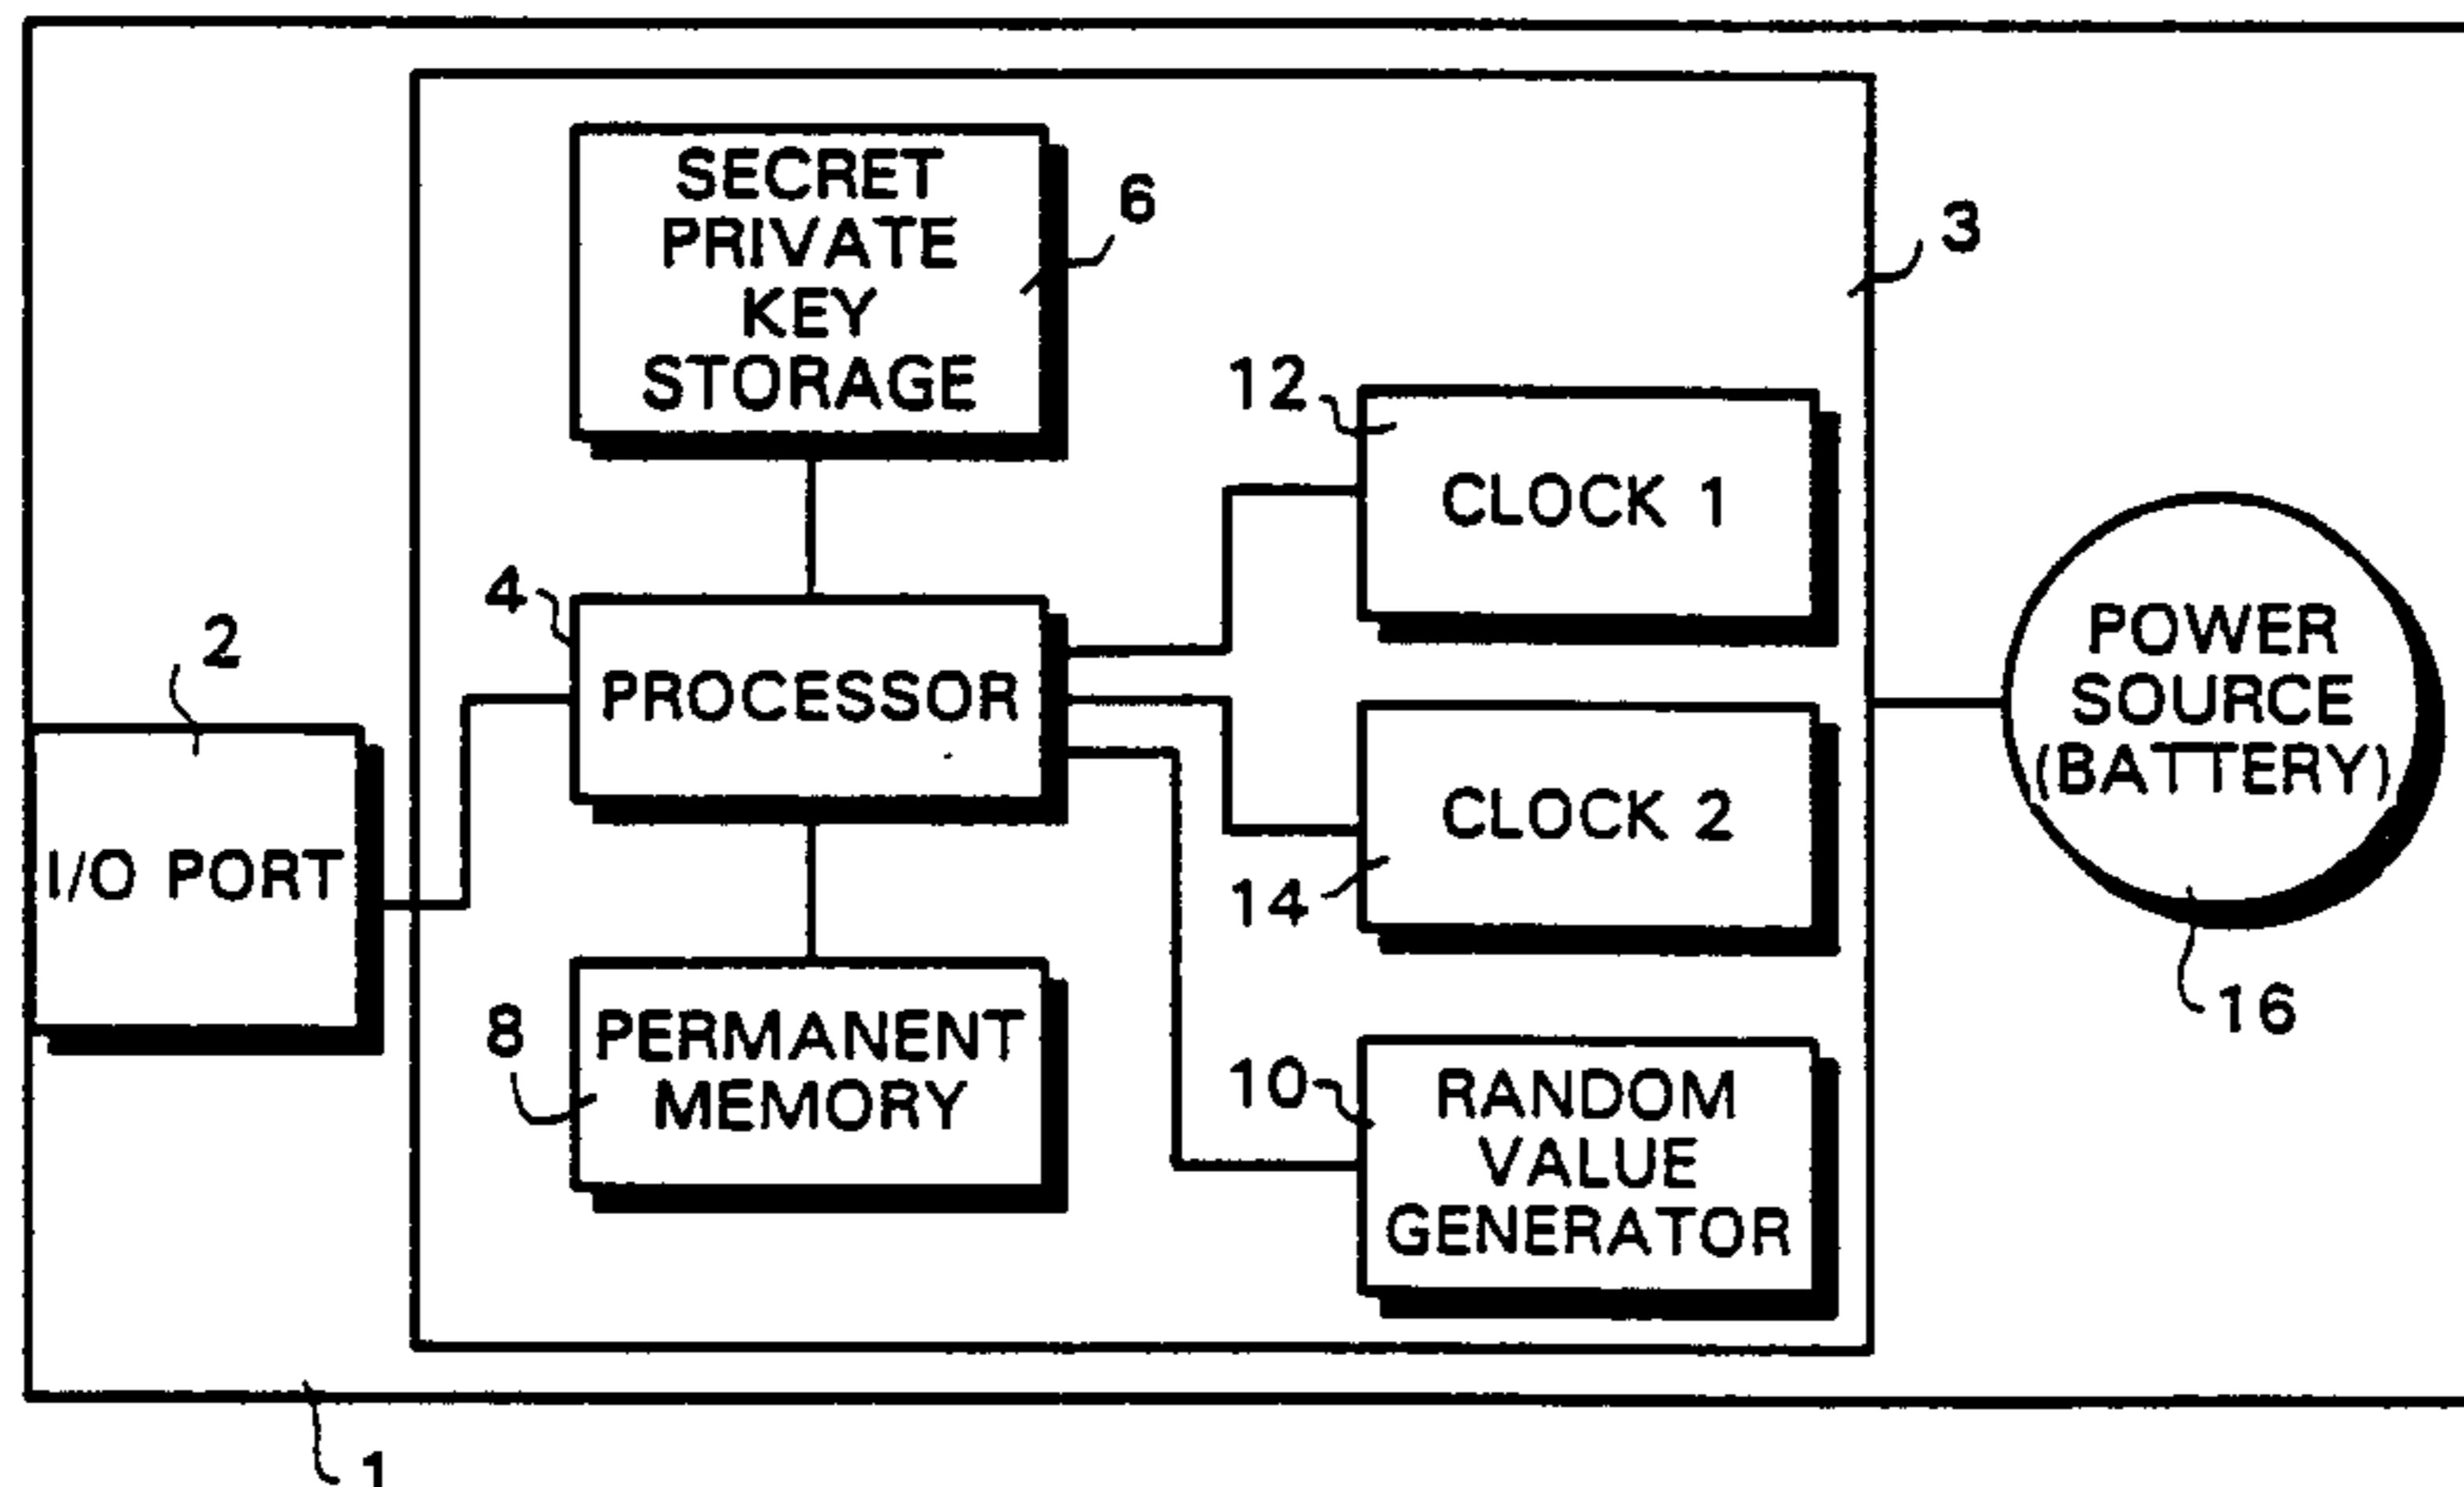 SECRET
PRIVATE
KEY
STORAGE
6
3
12
CLOCK 1
4
PROCESSOR
2
I/O PORT
CLOCK 2
14
POWER
SOURCE
(BATTERY)
16
8
PERMANENT
MEMORY
10
RANDOM
VALUE
GENERATOR
1